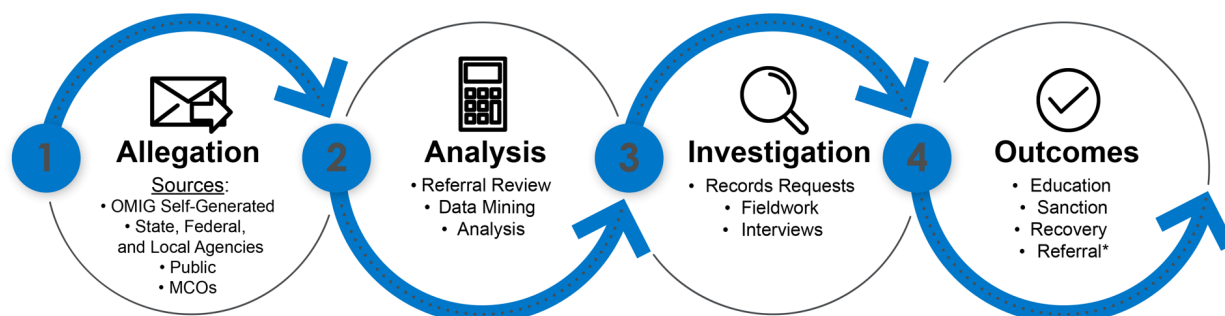 1
Allegation
Sources:
• OMIG Self-Generated
• State, Federal,
and Local Agencies
• Public
• MCOs
2
Analysis
• Referral Review
• Data Mining
• Analysis
3
Investigation
• Records Requests
• Fieldwork
• Interviews
4
Outcomes
• Education
• Sanction
• Recovery
• Referral*